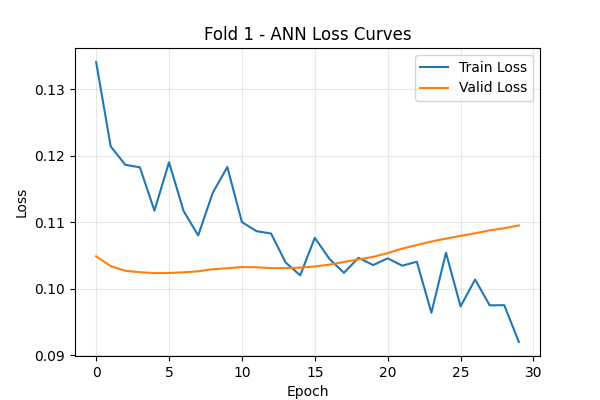 Fold 1 - ANN Loss Curves
Train Loss
Valid Loss
Loss
0.13
0.12
0.11
0.10
0.09
0 5 10 15 20 25 30
Epoch